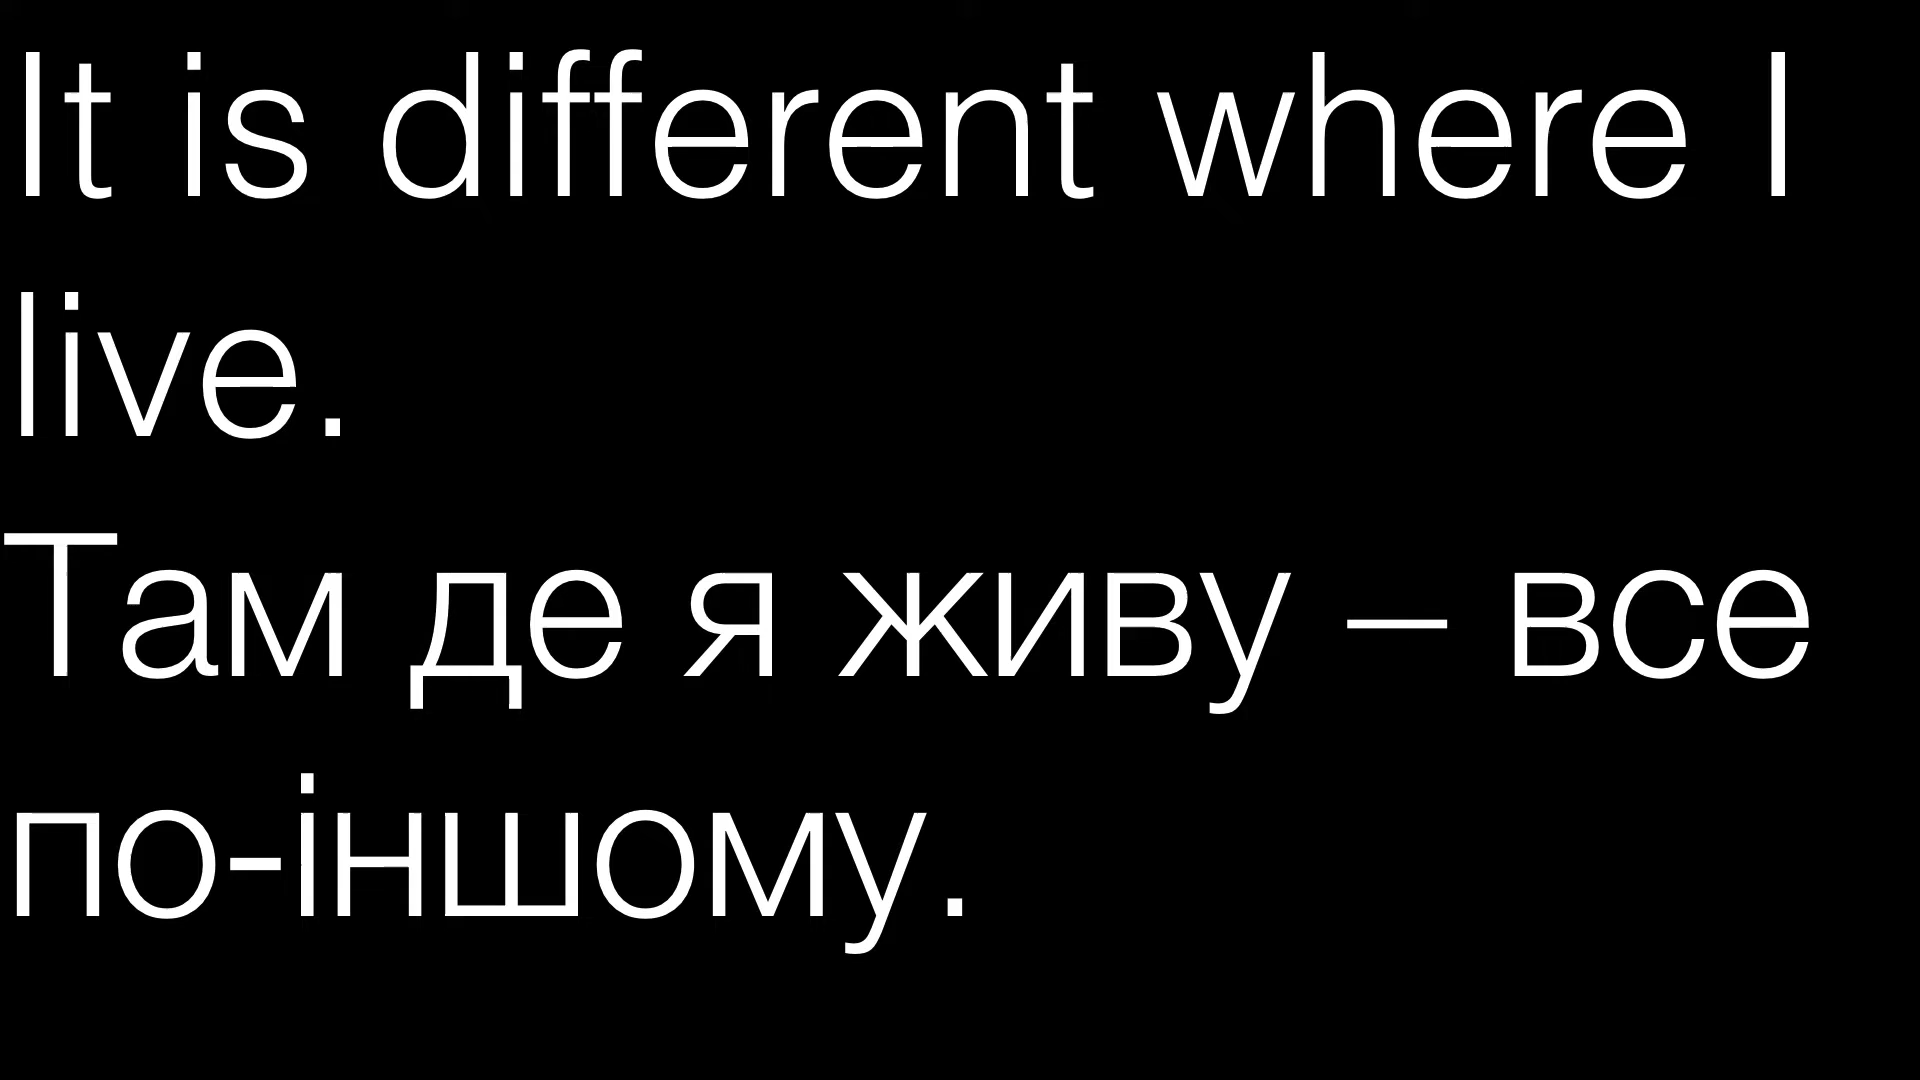 It is different where I
live.
Там де я живу – все
по-іншому.